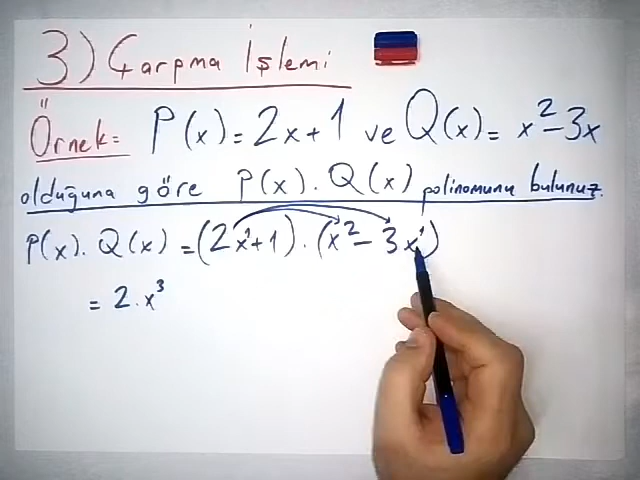 3) Çarpma İşlemi
Örnek= P(x)=2x+1 ve Q(x)= x²-3x
olduğuna göre P(x).Q(x) polinomunu bulunuz.
P(x).Q(x) =(2x¹+1).(x²-3x¹)
= 2.x³